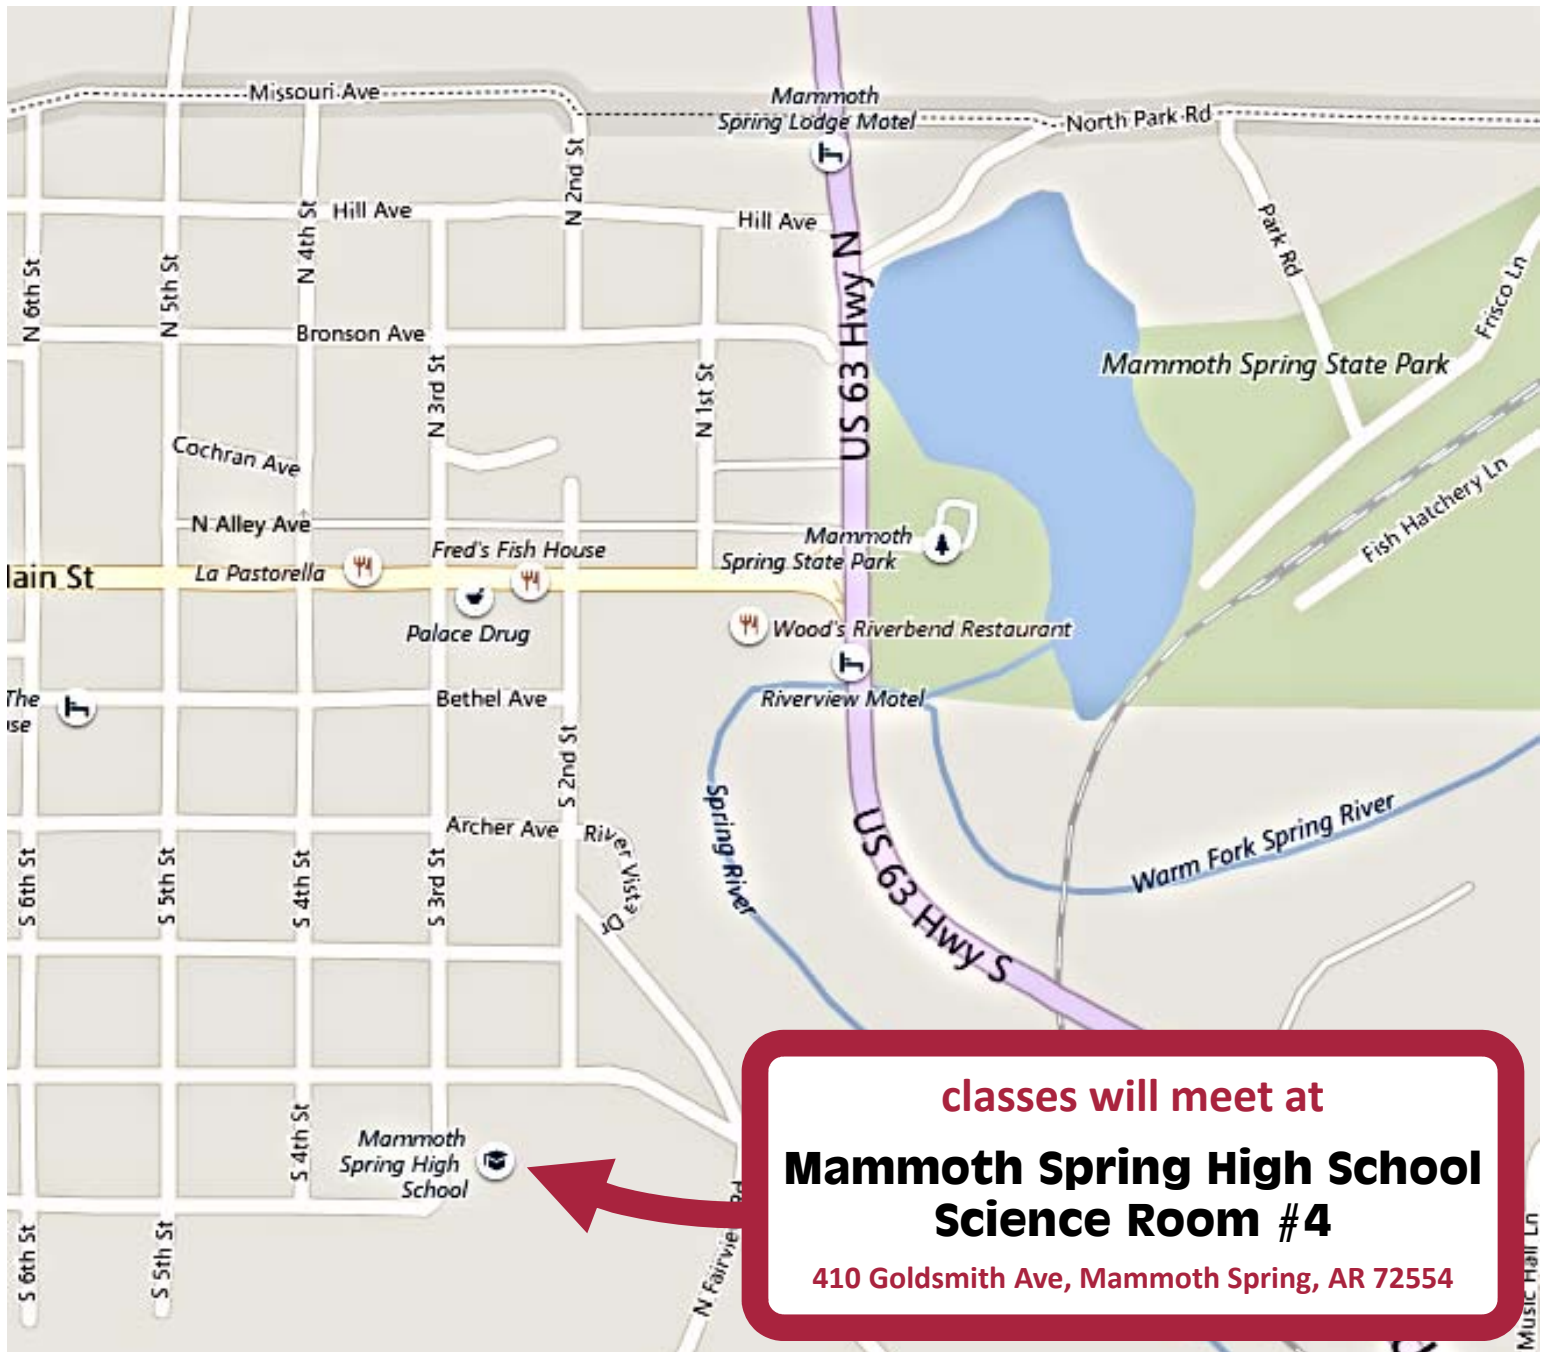 Missouri Ave
Mammoth
Spring Lodge Motel
North Park Rd
N 2nd St
Hill Ave
Hill Ave
N 4th St
N 6th St
N 5th St
Park Rd
Frisco Ln
US 63 Hwy N
Bronson Ave
N 3rd St
N 1st St
Mammoth Spring State Park
Cochran Ave
Fish Hatchery Ln
N Alley Ave
Mammoth
Spring State Park
Fred's Fish House
La Pastorella
ain St
Palace Drug
Wood's Riverbend Restaurant
The
se
Bethel Ave
Riverview Motel
S 2nd St
Spring River
Archer Ave
River Vista Dr
US 63 Hwy S
Warm Fork Spring River
S 6th St
S 5th St
S 4th St
S 3rd St
S 4th St
Mammoth
Spring High
School
S 6th St
S 5th St
N Fairvie
Rd
classes will meet at
Mammoth Spring High School
Science Room #4
410 Goldsmith Ave, Mammoth Spring, AR 72554
Music Hall Ln